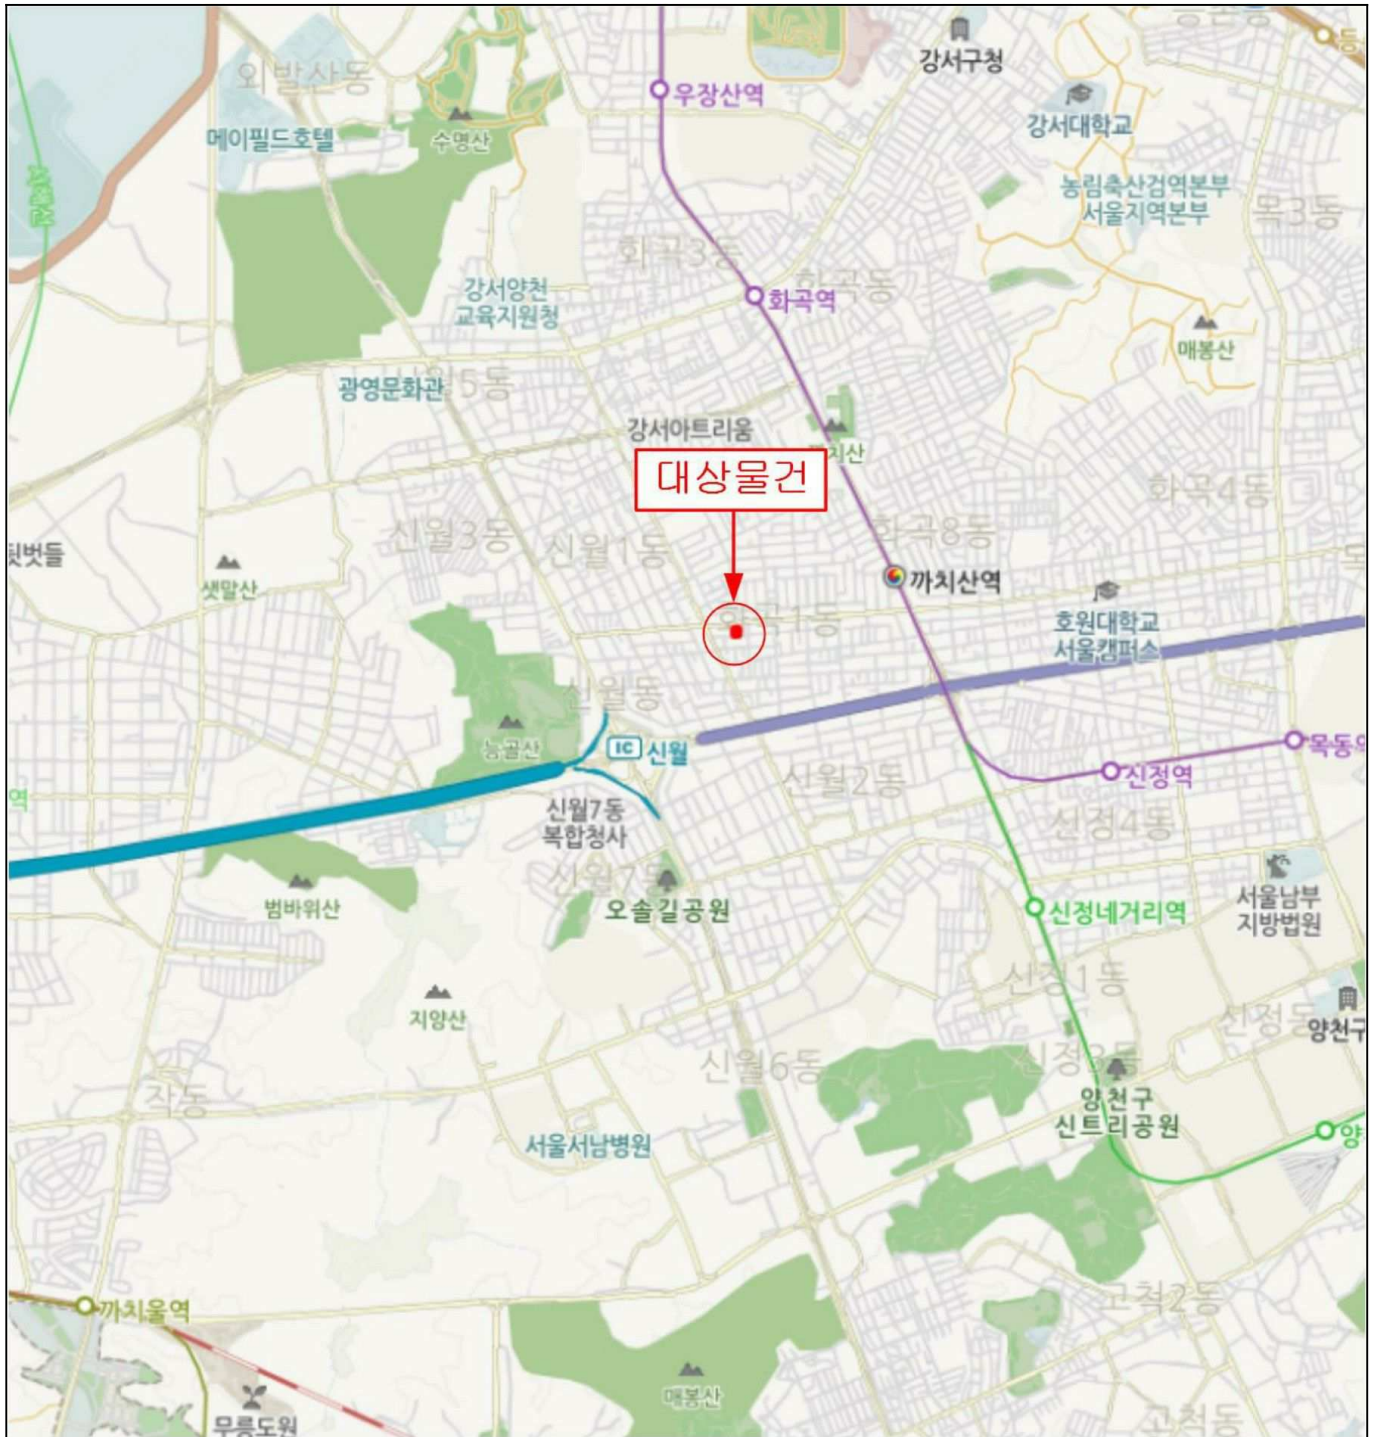 강서구청
등
외발산동
우장산역
강서대학교
메이필드호텔
수명산
농림축산검역본부
서울지역본부
목3동
서해선
화곡3동
화곡동
화곡역
강서양천
교육지원청
매봉산
광영문화관
5동
강서아트리움
지산
대상물건
화곡4동
신월3동
신월1동
화곡8동
뒷벗들
샛말산
까치산역
호원대학교
서울캠퍼스
1동
신월동
능골산
IC 신월
목동역
신정역
신월2동
역
신월7동
복합청사
신정4동
신월7동
범바위산
오솔길공원
신정네거리역
서울남부
지방법원
신정1동
지양산
신정동
양천구
신월6동
신정3동
작동
양천구
신트리공원
서울서남병원
양
고척2동
까치울역
매봉산
무릉도원
고척동